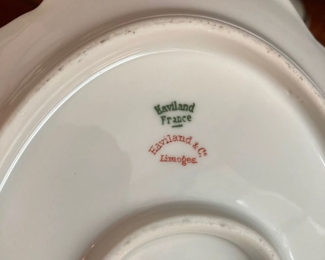 Haviland
France
Haviland & Co
Limoges